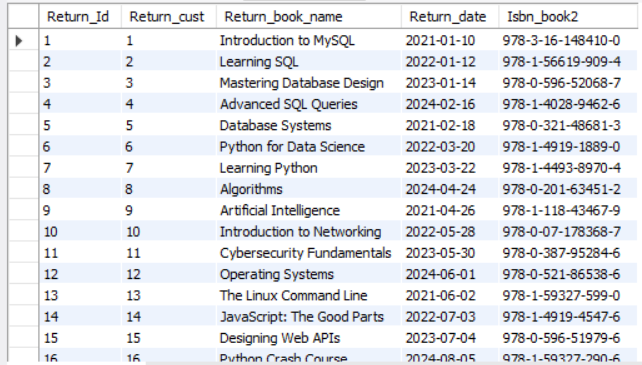 Return_Id Return_cust Return_book_name Return_date Isbn_book2
1 1 Introduction to MySQL 2021-01-10 978-3-16-148410-0
2 2 Learning SQL 2022-01-12 978-1-56619-909-4
3 3 Mastering Database Design 2023-01-14 978-0-596-52068-7
4 4 Advanced SQL Queries 2024-02-16 978-1-4028-9462-6
5 5 Database Systems 2021-02-18 978-0-321-48681-3
6 6 Python for Data Science 2022-03-20 978-1-4919-1889-0
7 7 Learning Python 2023-03-22 978-1-4493-8970-4
8 8 Algorithms 2024-04-24 978-0-201-63451-2
9 9 Artificial Intelligence 2021-04-26 978-1-118-43467-9
10 10 Introduction to Networking 2022-05-28 978-0-07-178368-7
11 11 Cybersecurity Fundamentals 2023-05-30 978-0-387-95284-6
12 12 Operating Systems 2024-06-01 978-0-521-86538-6
13 13 The Linux Command Line 2021-06-02 978-1-59327-599-0
14 14 JavaScript: The Good Parts 2022-07-03 978-1-4919-4547-6
15 15 Designing Web APIs 2023-07-04 978-0-596-51979-6
16 16 Python Crash Course 2024-08-05 978-1-59327-290-6